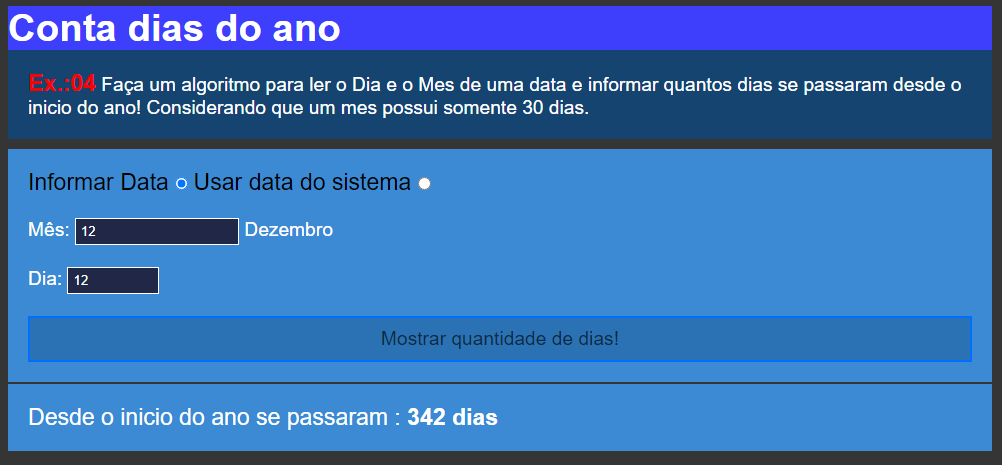 Conta dias do ano
Ex.:04 Faça um algoritmo para ler o Dia e o Mes de uma data e informar quantos dias se passaram desde o
inicio do ano! Considerando que um mes possui somente 30 dias.
Informar Data Usar data do sistema
Mês: 12 Dezembro
Dia: 12
Mostrar quantidade de dias!
Desde o inicio do ano se passaram : 342 dias